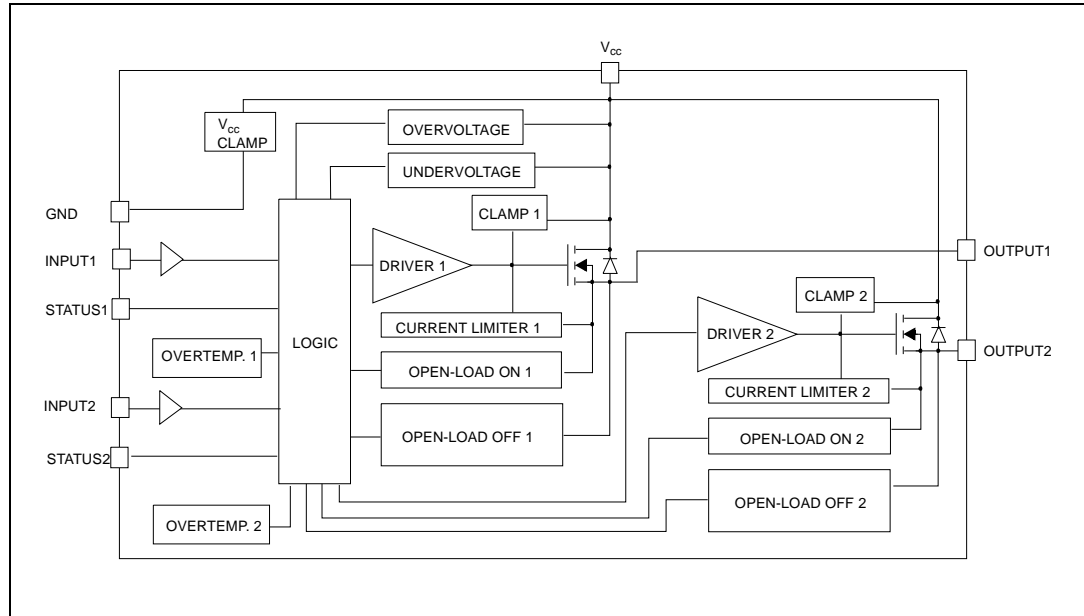 Vcc
Vcc
CLAMP
OVERVOLTAGE
UNDERVOLTAGE
GND
CLAMP 1
INPUT1
DRIVER 1
OUTPUT1
STATUS1
CLAMP 2
CURRENT LIMITER 1
DRIVER 2
LOGIC
OVERTEMP. 1
OUTPUT2
OPEN-LOAD ON 1
CURRENT LIMITER 2
INPUT2
OPEN-LOAD OFF 1
OPEN-LOAD ON 2
STATUS2
OPEN-LOAD OFF 2
OVERTEMP. 2